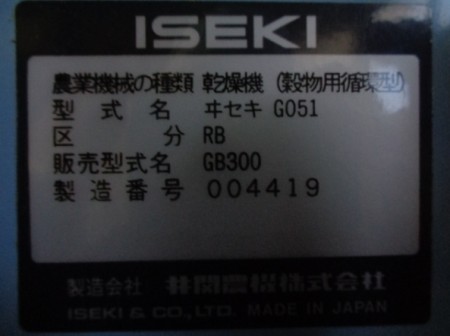 ISEKI
農業機械の種類 乾燥機（穀物用循環型）
型式名 ヰセキ G051
区分 RB
販売型式名 GB300
製造番号 004419
製造会社 井関農機株式会社
ISEKI & CO., LTD. MADE IN JAPAN